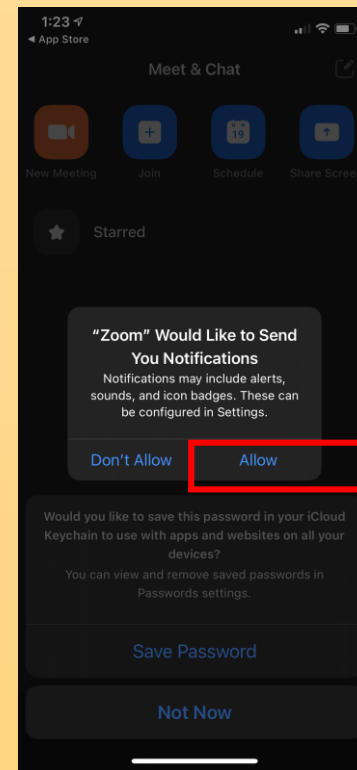 1:23
◀ App Store
Meet & Chat
19
New Meeting
Join
Schedule
Share Scree
Starred
“Zoom” Would Like to Send
You Notifications
Notifications may include alerts,
sounds, and icon badges. These can
be configured in Settings.
Don’t Allow
Allow
Would you like to save this password in your iCloud
Keychain to use with apps and websites on all your
devices?
You can view and remove saved passwords in
Passwords settings.
Save Password
Not Now